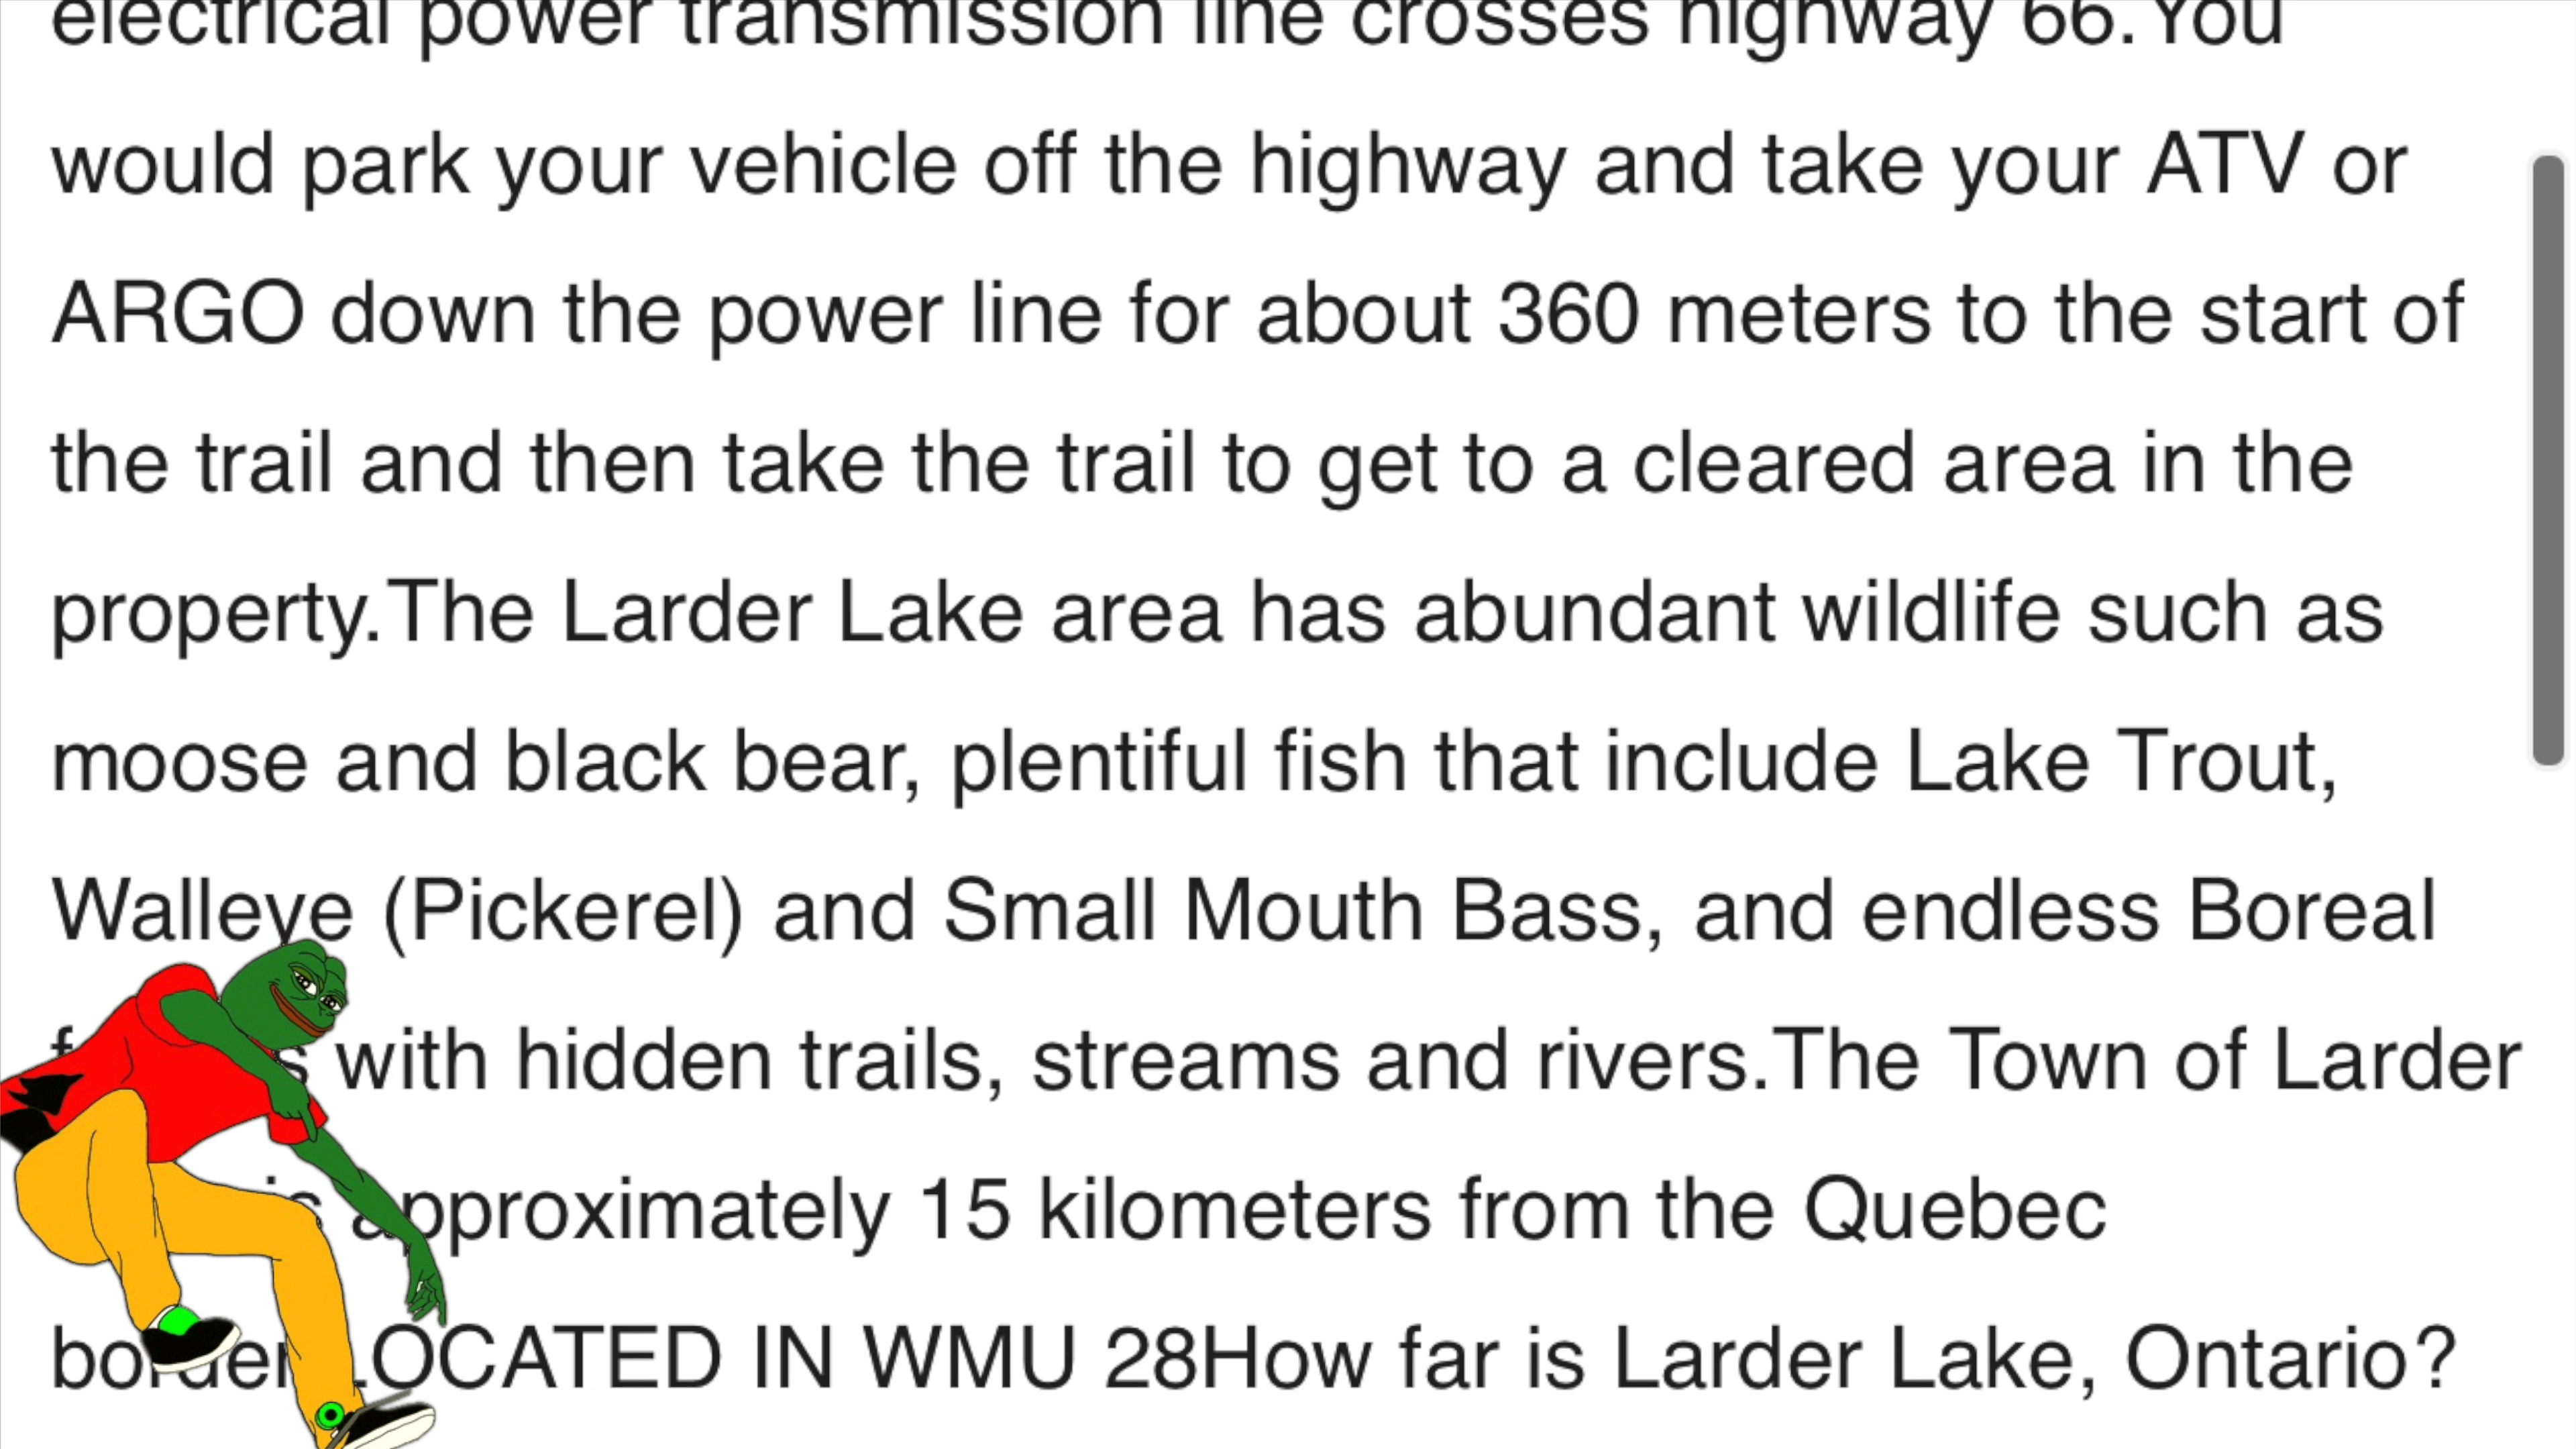 electrical power transmission line crosses highway 66.You
would park your vehicle off the highway and take your ATV or
ARGO down the power line for about 360 meters to the start of
the trail and then take the trail to get to a cleared area in the
property.The Larder Lake area has abundant wildlife such as
moose and black bear, plentiful fish that include Lake Trout,
Walleye (Pickerel) and Small Mouth Bass, and endless Boreal
with hidden trails, streams and rivers.The Town of Larder
is approximately 15 kilometers from the Quebec
border LOCATED IN WMU 28How far is Larder Lake, Ontario?